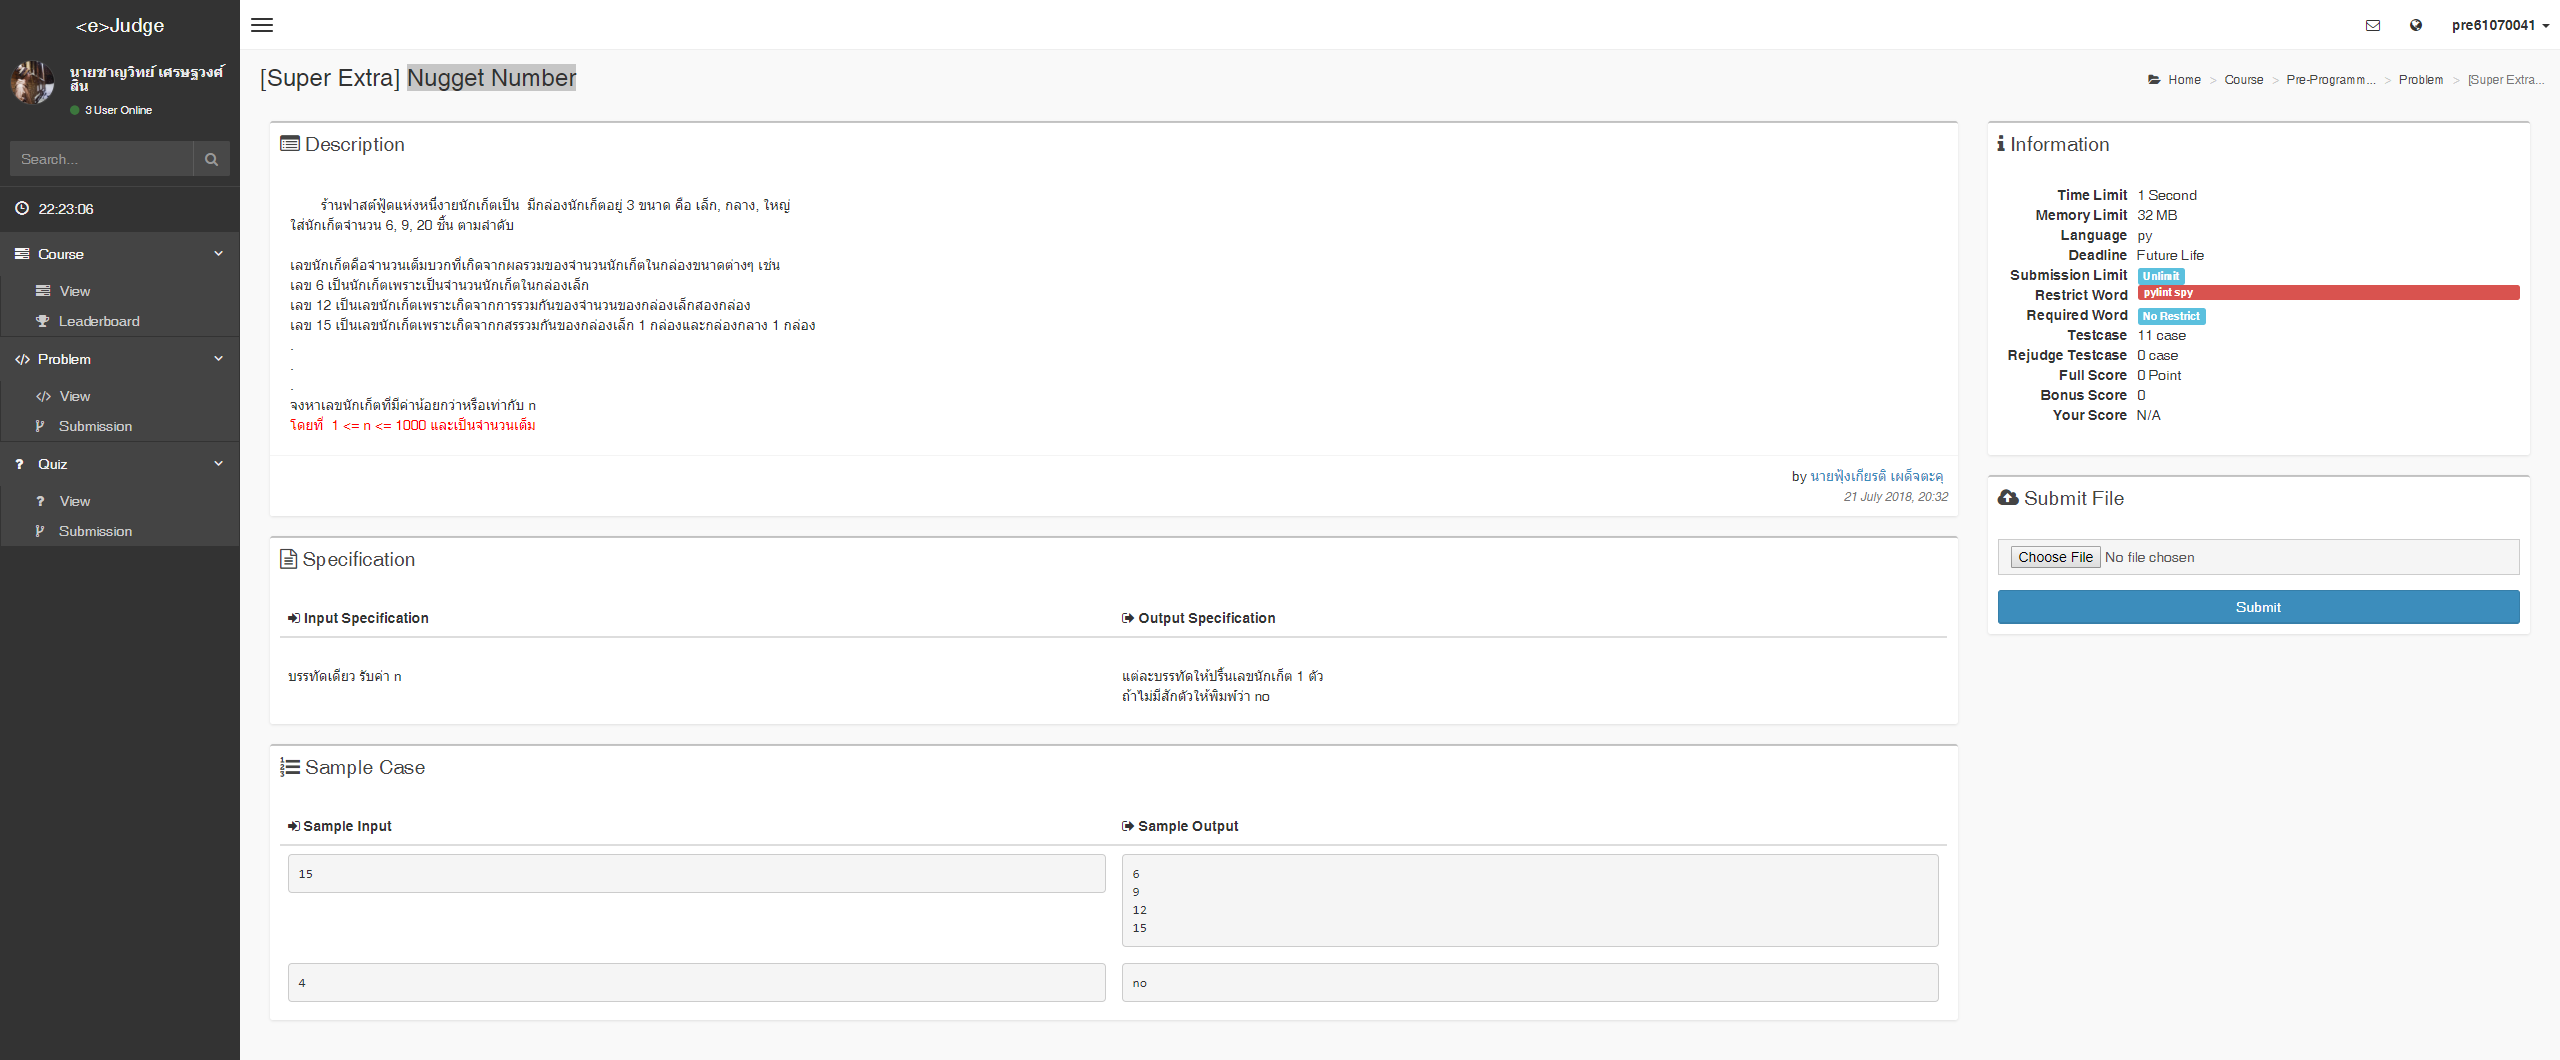 <e>Judge
นายชาญวิทย์ เศรษฐวงศ์
สิน
3 User Online
Search...
22:23:06
Course
View
Leaderboard
Problem
View
Submission
Quiz
View
Submission
pre61070041
[Super Extra] Nugget Number
Home > Course > Pre-Programm... > Problem > [Super Extra...
Description
ร้านฟาสต์ฟู้ดแห่งหนึ่งายนักเก็ตเป็น มีกล่องนักเก็ตอยู่ 3 ขนาด คือ เล็ก, กลาง, ใหญ่
ใส่นักเก็ตจำนวน 6, 9, 20 ชิ้น ตามลำดับ
เลขนักเก็ตคือจำนวนเต็มบวกที่เกิดจากผลรวมของจำนวนนักเก็ตในกล่องขนาดต่างๆ เช่น
เลข 6 เป็นนักเก็ตเพราะเป็นจำนวนนักเก็ตในกล่องเล็ก
เลข 12 เป็นเลขนักเก็ตเพราะเกิดจากการรวมกันของจำนวนของกล่องเล็กสองกล่อง
เลข 15 เป็นเลขนักเก็ตเพราะเกิดจากกสรรวมกันของกล่องเล็ก 1 กล่องและกล่องกลาง 1 กล่อง
.
.
.
จงหาเลขนักเก็ตที่มีค่าน้อยกว่าหรือเท่ากับ n
โดยที่ 1 <= n <= 1000 และเป็นจำนวนเต็ม
by นายฟุ้งเกียรติ เผด็จตะคุ
21 July 2018, 20:32
Specification
Input Specification
Output Specification
บรรทัดเดียว รับค่า n
แต่ละบรรทัดให้ปริ้นเลขนักเก็ต 1 ตัว
ถ้าไม่มีสักตัวให้พิมพ์ว่า no
Sample Case
Sample Input
Sample Output
15
6
9
12
15
4
no
Information
Time Limit 1 Second
Memory Limit 32 MB
Language py
Deadline Future Life
Submission Limit Unlimit
Restrict Word pylint spy
Required Word No Restrict
Testcase 11 case
Rejudge Testcase 0 case
Full Score 0 Point
Bonus Score 0
Your Score N/A
Submit File
Choose File No file chosen
Submit